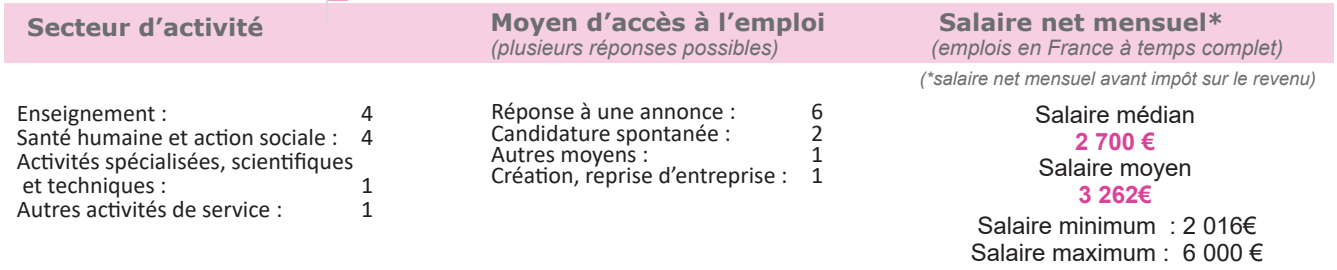 Secteur d’activité
Enseignement : 4
Santé humaine et action sociale : 4
Activités spécialisées, scientifiques
et techniques : 1
Autres activités de service : 1
Moyen d’accès à l’emploi
(plusieurs réponses possibles)
Réponse à une annonce : 6
Candidature spontanée : 2
Autres moyens : 1
Création, reprise d’entreprise : 1
Salaire net mensuel*
(emplois en France à temps complet)
(*salaire net mensuel avant impôt sur le revenu)
Salaire médian
2 700 €
Salaire moyen
3 262€
Salaire minimum : 2 016€
Salaire maximum : 6 000 €